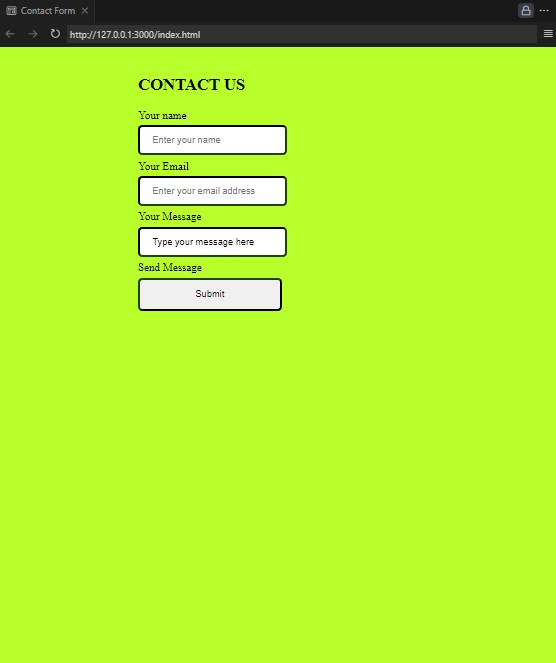 Contact Form
http://127.0.0.1:3000/index.html
CONTACT US
Your name
Enter your name
Your Email
Enter your email address
Your Message
Type your message here
Send Message
Submit